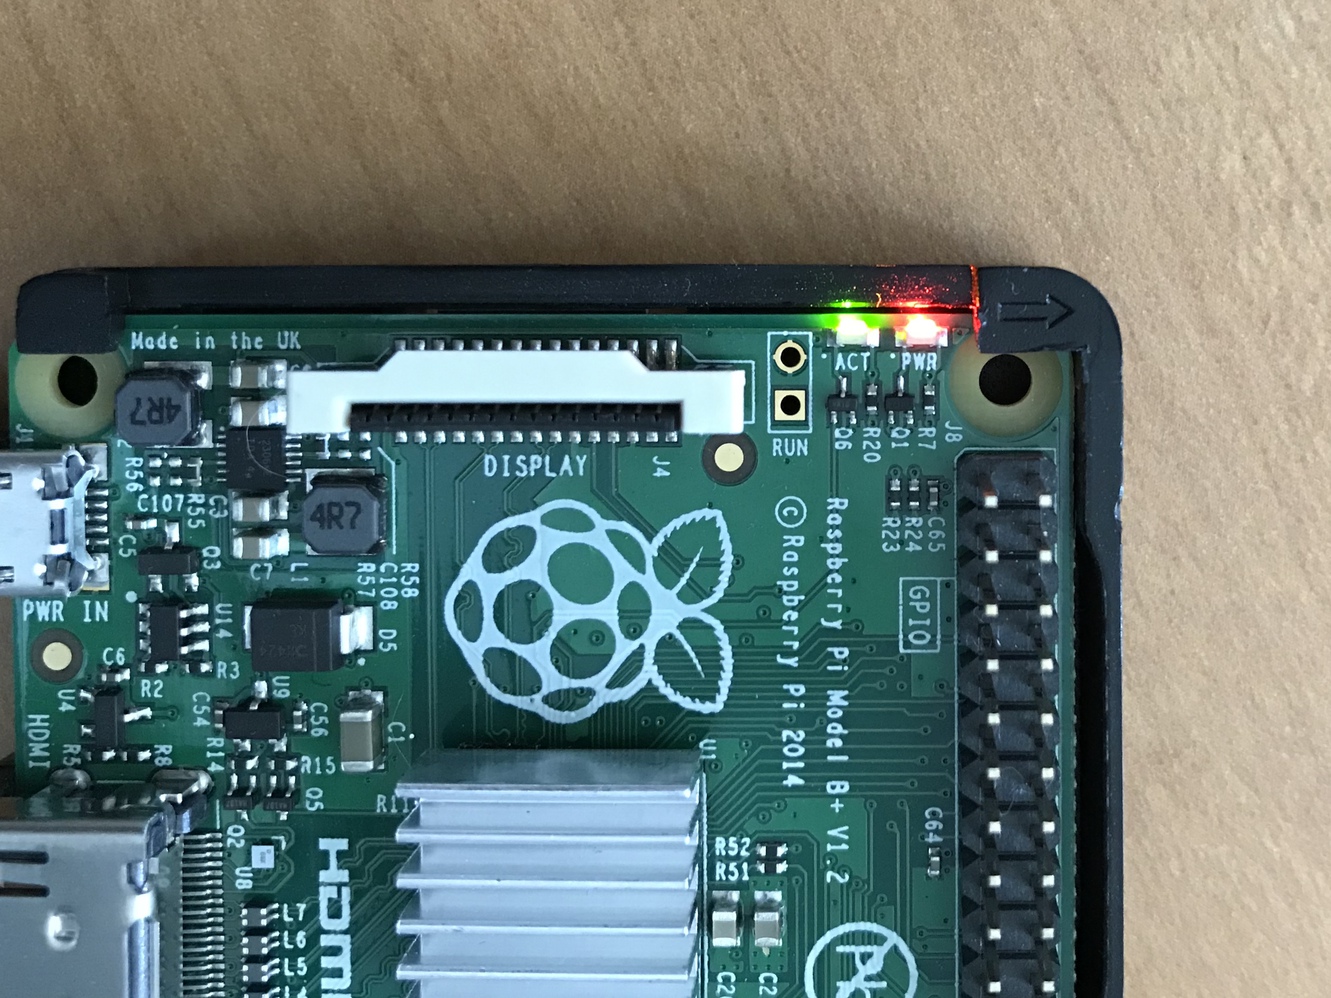 Made in the UK
4R7
ACT
PWR
RUN
DISPLAY
J4
Q6
R20
Q1
R7
J8
R56
C107
R55
C5
Q3
4R7
C7
L1
R57
C108
R58
D5
R23
R24
C65
GPIO
© Raspberry Pi 2014
Raspberry Pi Model B+ V1.2
PWR IN
U14
R3
R2
C6
U4
HDMI
R5
R8
C54
U9
C56
R14
R15
Q5
C1
U1
Q2
U8
L7
L6
L5
R52
R51
C64